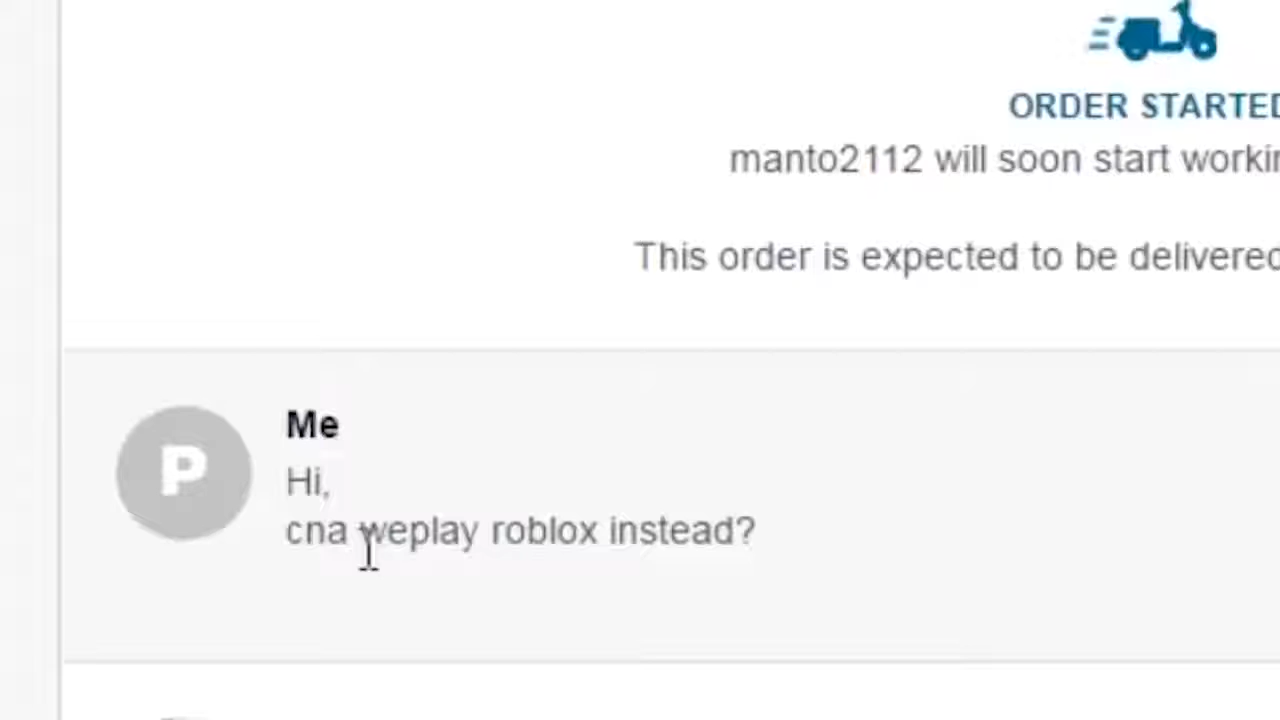 ORDER STARTED
manto2112 will soon start
This order is expected to be delivered
P
Me
Hi,
cna weplay roblox instead?